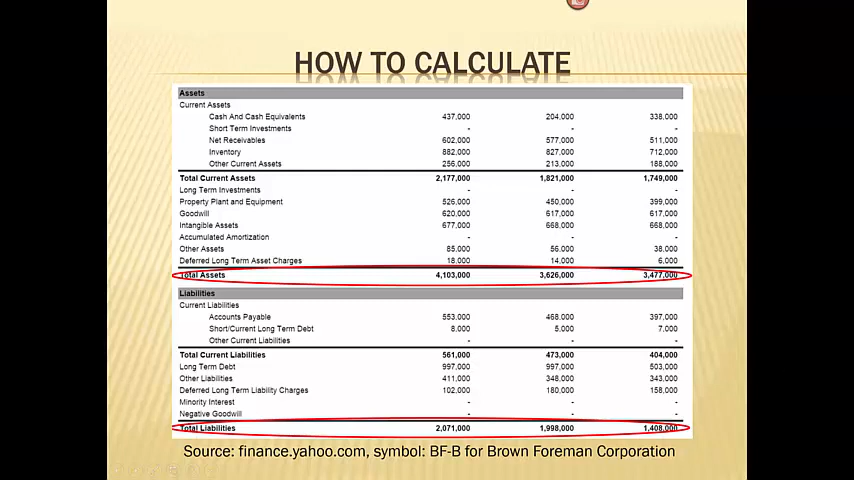 HOW TO CALCULATE
Assets
Current Assets
Cash And Cash Equivalents 437,000 204,000 338,000
Short Term Investments - - -
Net Receivables 602,000 577,000 511,000
Inventory 882,000 827,000 712,000
Other Current Assets 256,000 213,000 188,000
Total Current Assets 2,177,000 1,821,000 1,749,000
Long Term Investments - - -
Property Plant and Equipment 526,000 450,000 399,000
Goodwill 620,000 617,000 617,000
Intangible Assets 677,000 668,000 668,000
Accumulated Amortization - - -
Other Assets 85,000 56,000 38,000
Deferred Long Term Asset Charges 18,000 14,000 6,000
Total Assets 4,103,000 3,626,000 3,477,000
Liabilities
Current Liabilities
Accounts Payable 553,000 468,000 397,000
Short/Current Long Term Debt 8,000 5,000 7,000
Other Current Liabilities - - -
Total Current Liabilities 561,000 473,000 404,000
Long Term Debt 997,000 997,000 503,000
Other Liabilities 411,000 348,000 343,000
Deferred Long Term Liability Charges 102,000 180,000 158,000
Minority Interest - - -
Negative Goodwill - - -
Total Liabilities 2,071,000 1,998,000 1,408,000
Source: finance.yahoo.com, symbol: BF-B for Brown Foreman Corporation